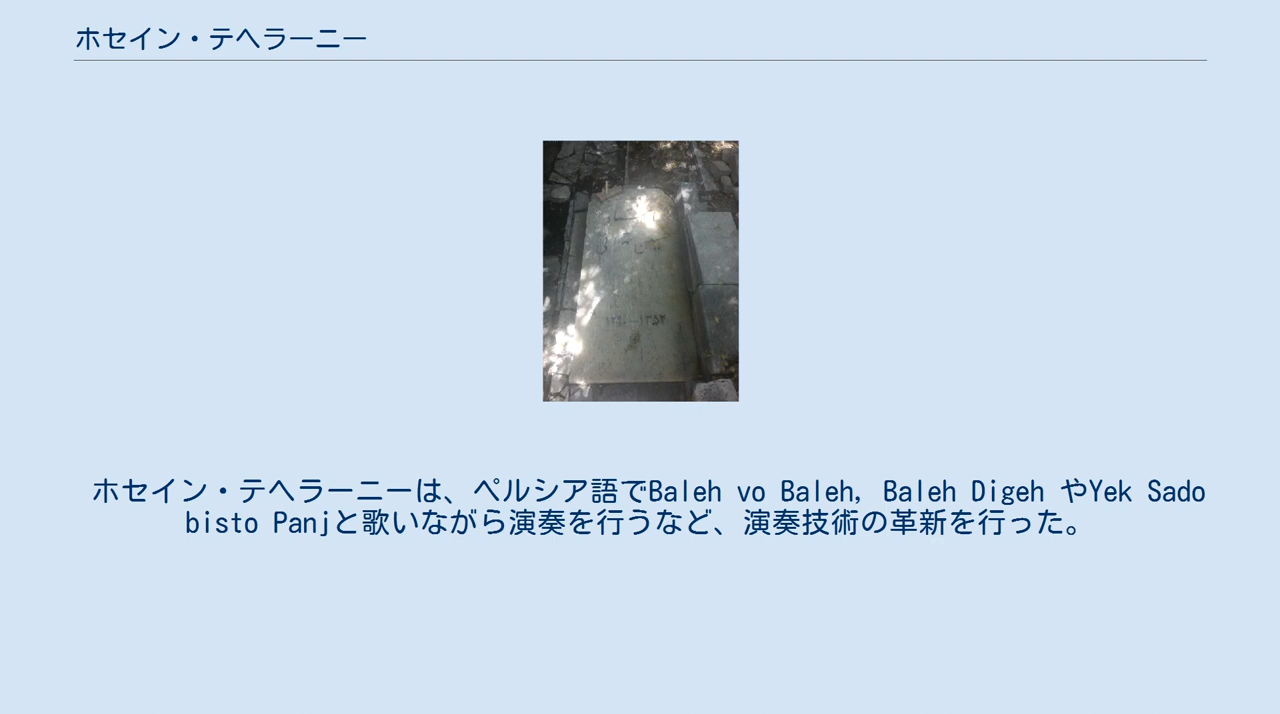 ホセイン・テヘラーニー
ホセイン・テヘラーニーは、ペルシア語でBaleh vo Baleh, Baleh Digeh やYek Sado
bisto Panjと歌いながら演奏を行うなど、演奏技術の革新を行った。